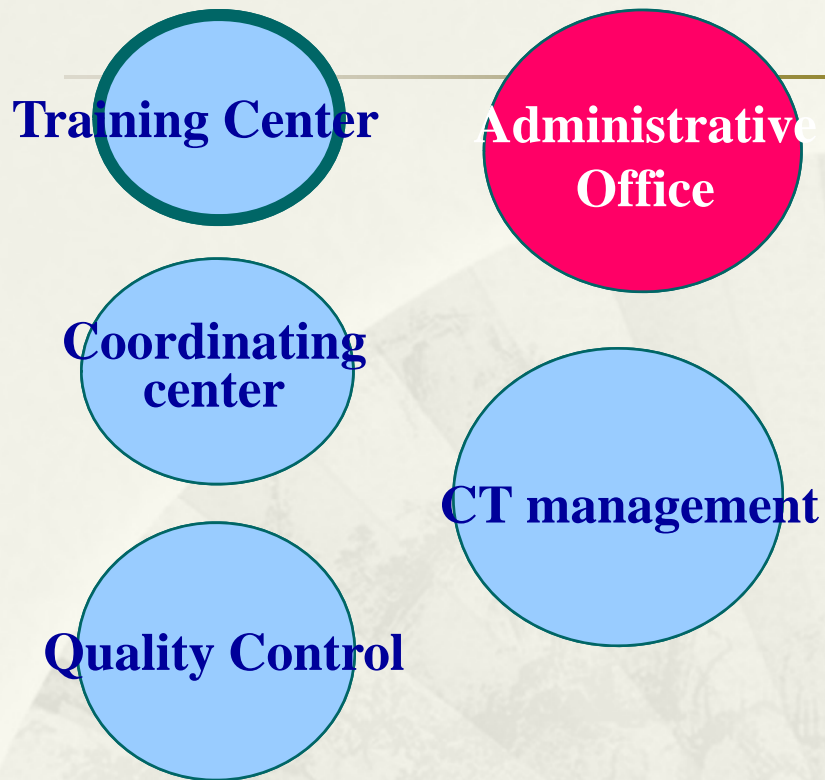 Training Center
Administrative
Office
Coordinating
center
CT management
Quality Control